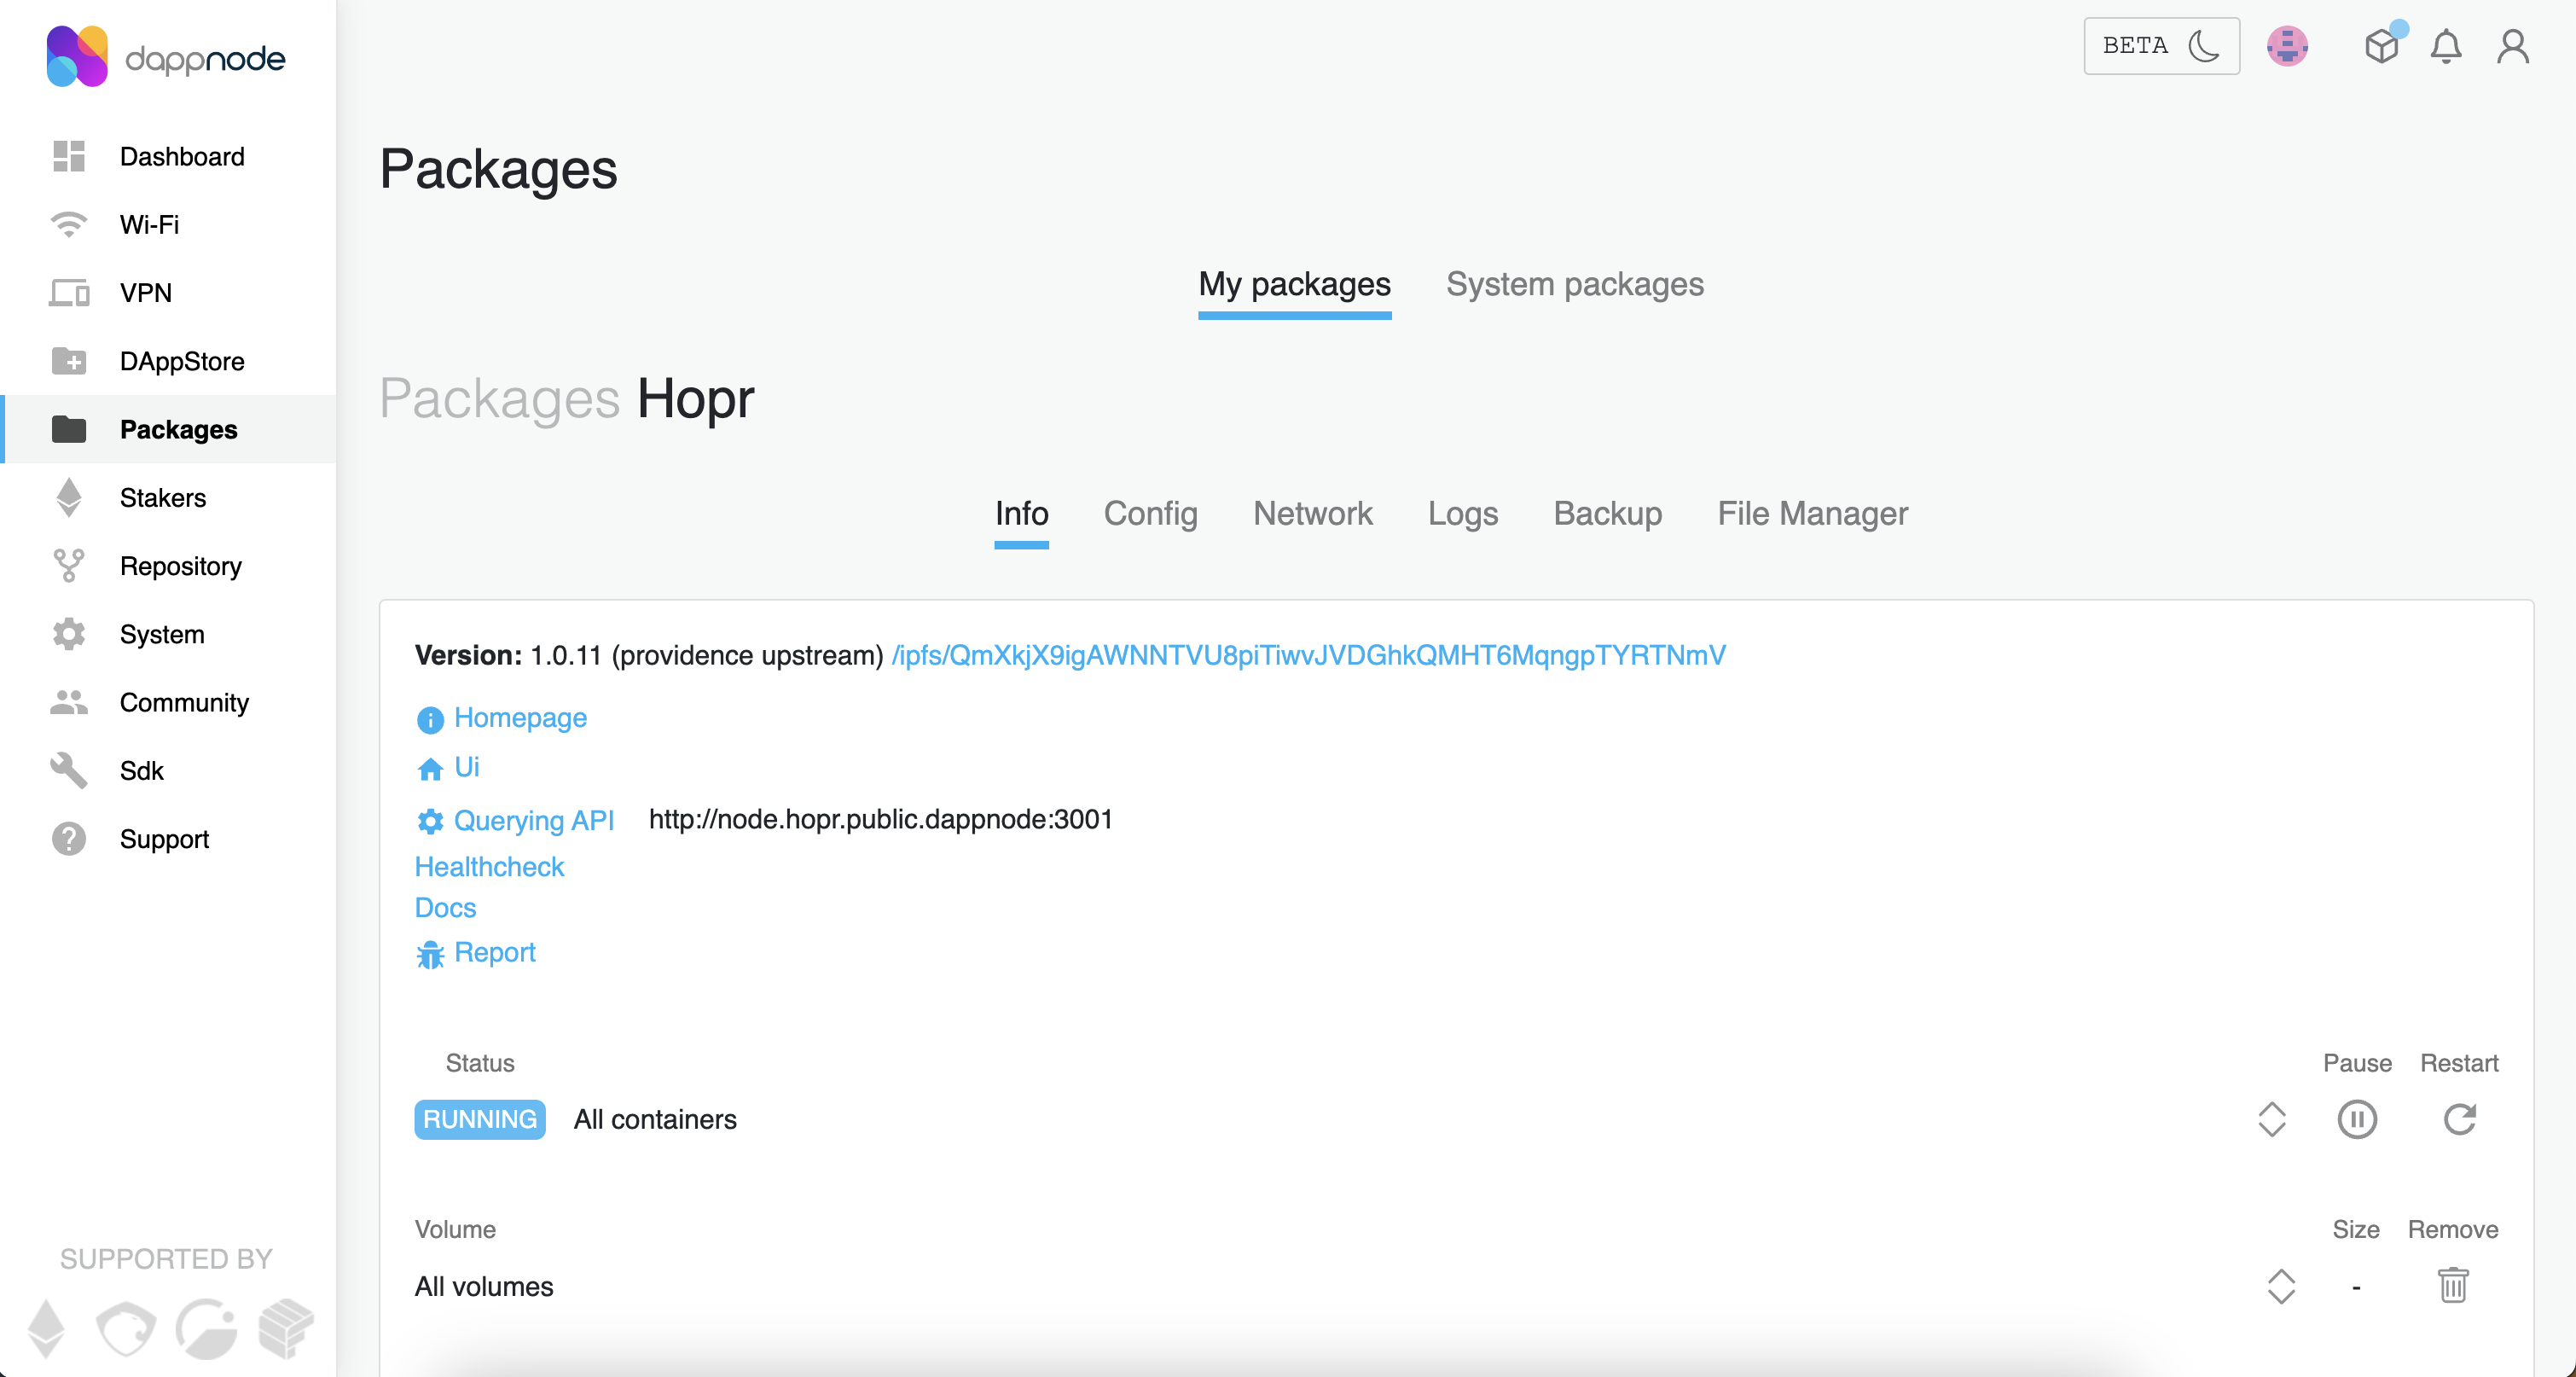 dappnode
BETA
Dashboard
Wi-Fi
VPN
DAppStore
Packages
Stakers
Repository
System
Community
Sdk
Support
SUPPORTED BY
Packages
My packages System packages
Packages Hopr
Info Config Network Logs Backup File Manager
Version: 1.0.11 (providence upstream) /ipfs/QmXkjX9igAWNNTVU8piTiwvJVDGhkQMHT6MqngpTYRTNmV
Homepage
Ui
Querying API http://node.hopr.public.dappnode:3001
Healthcheck
Docs
Report
Status Pause Restart
RUNNING All containers
Volume Size Remove
All volumes -